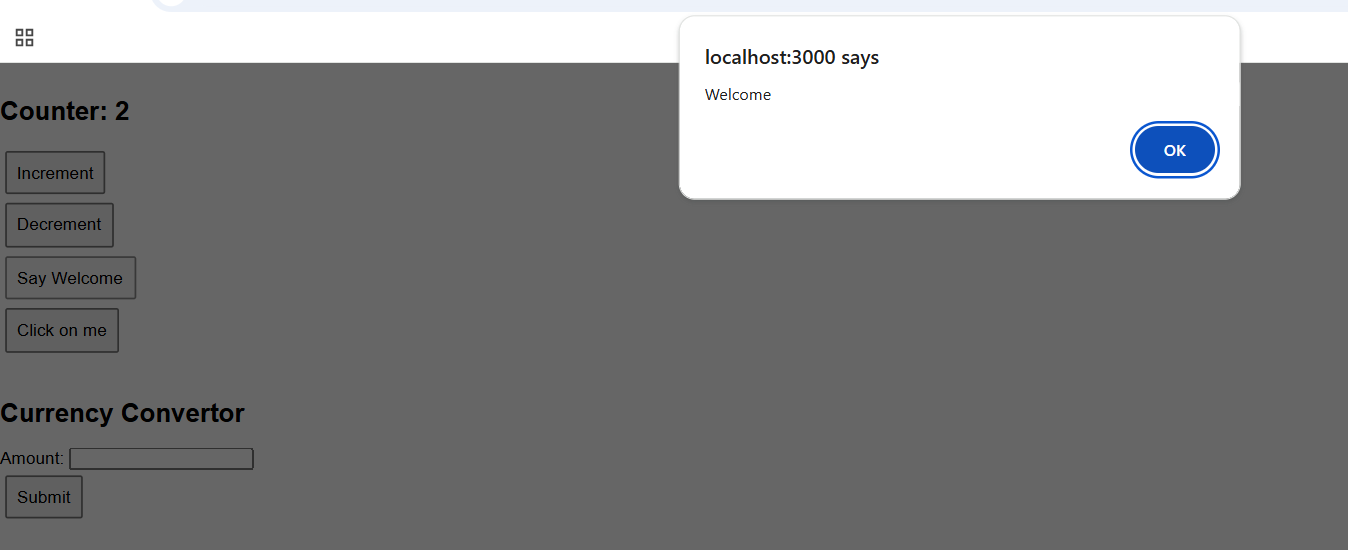 localhost:3000 says
Welcome
OK
Counter: 2
Increment
Decrement
Say Welcome
Click on me
Currency Convertor
Amount:
Submit